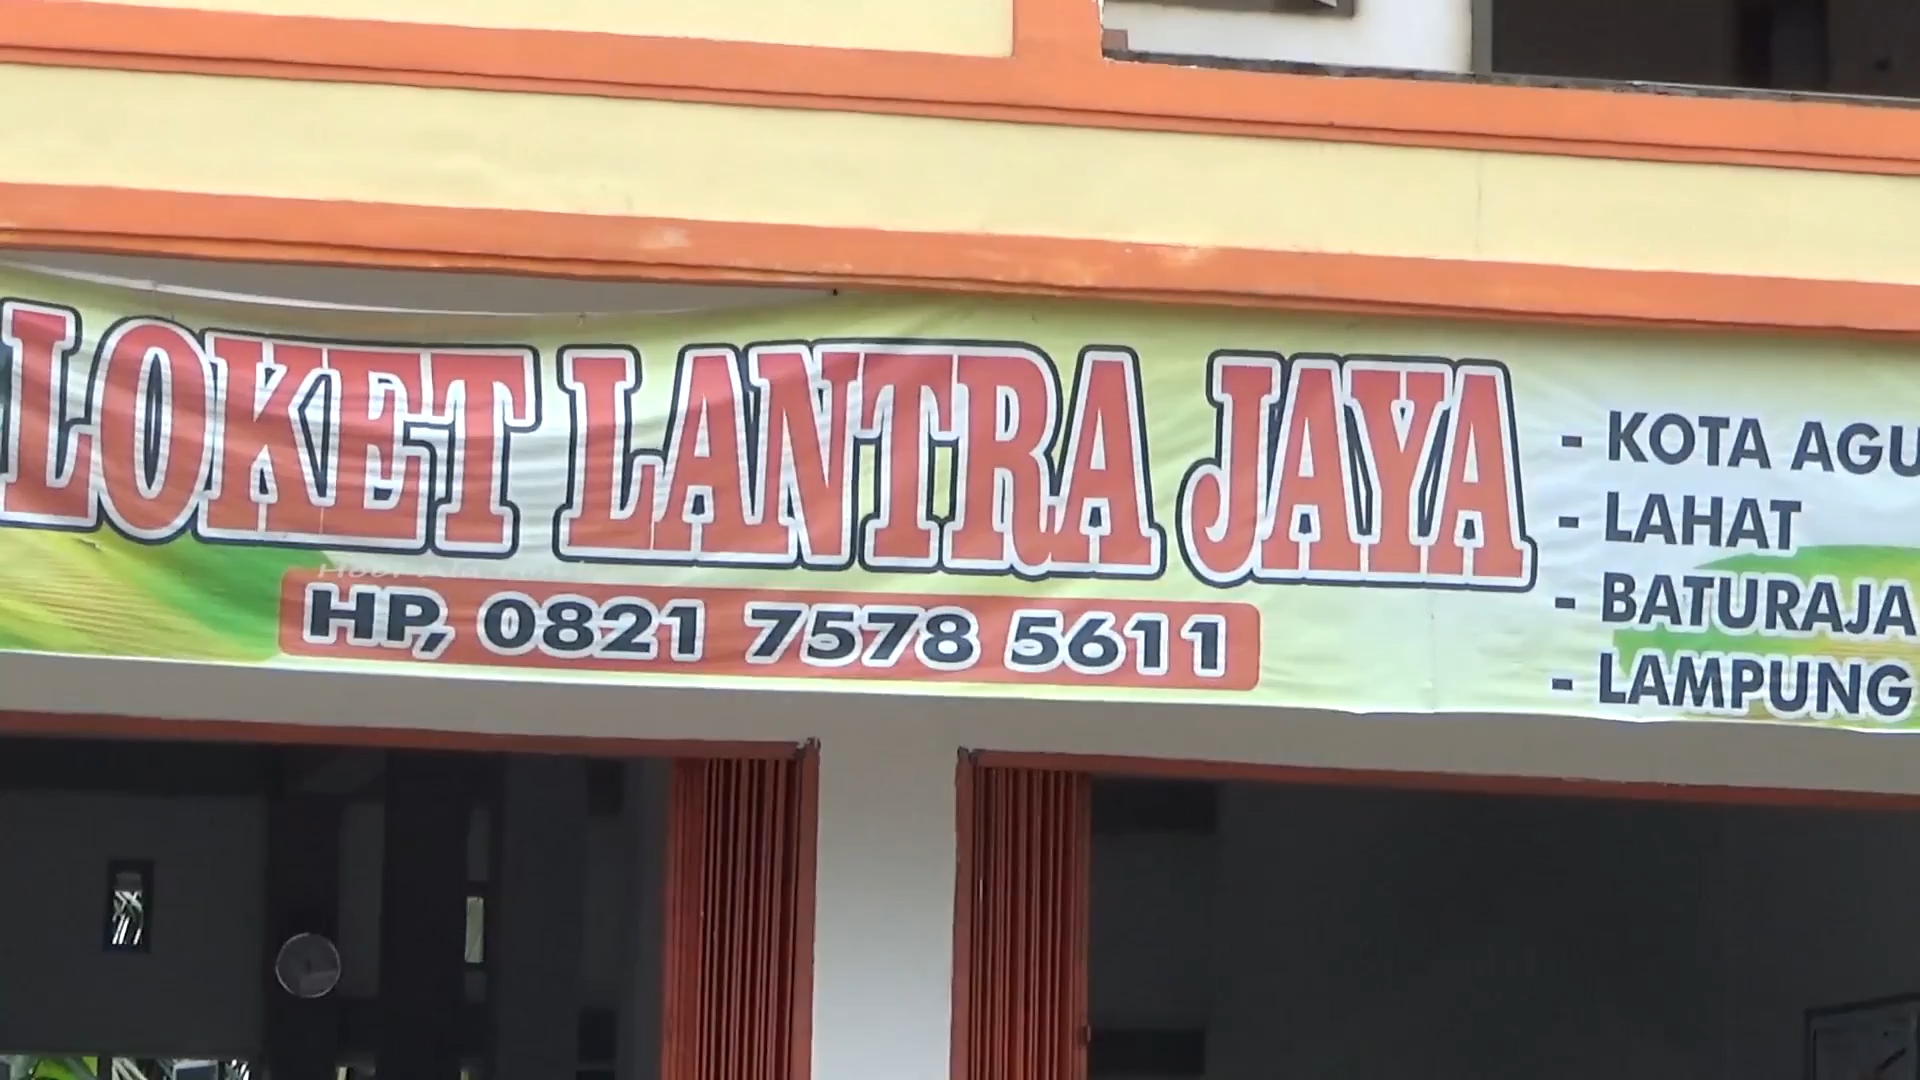 LOKET LANTRA JAYA
HP, 0821 7578 5611
- KOTA AGU
- LAHAT
- BATURAJA
- LAMPUNG